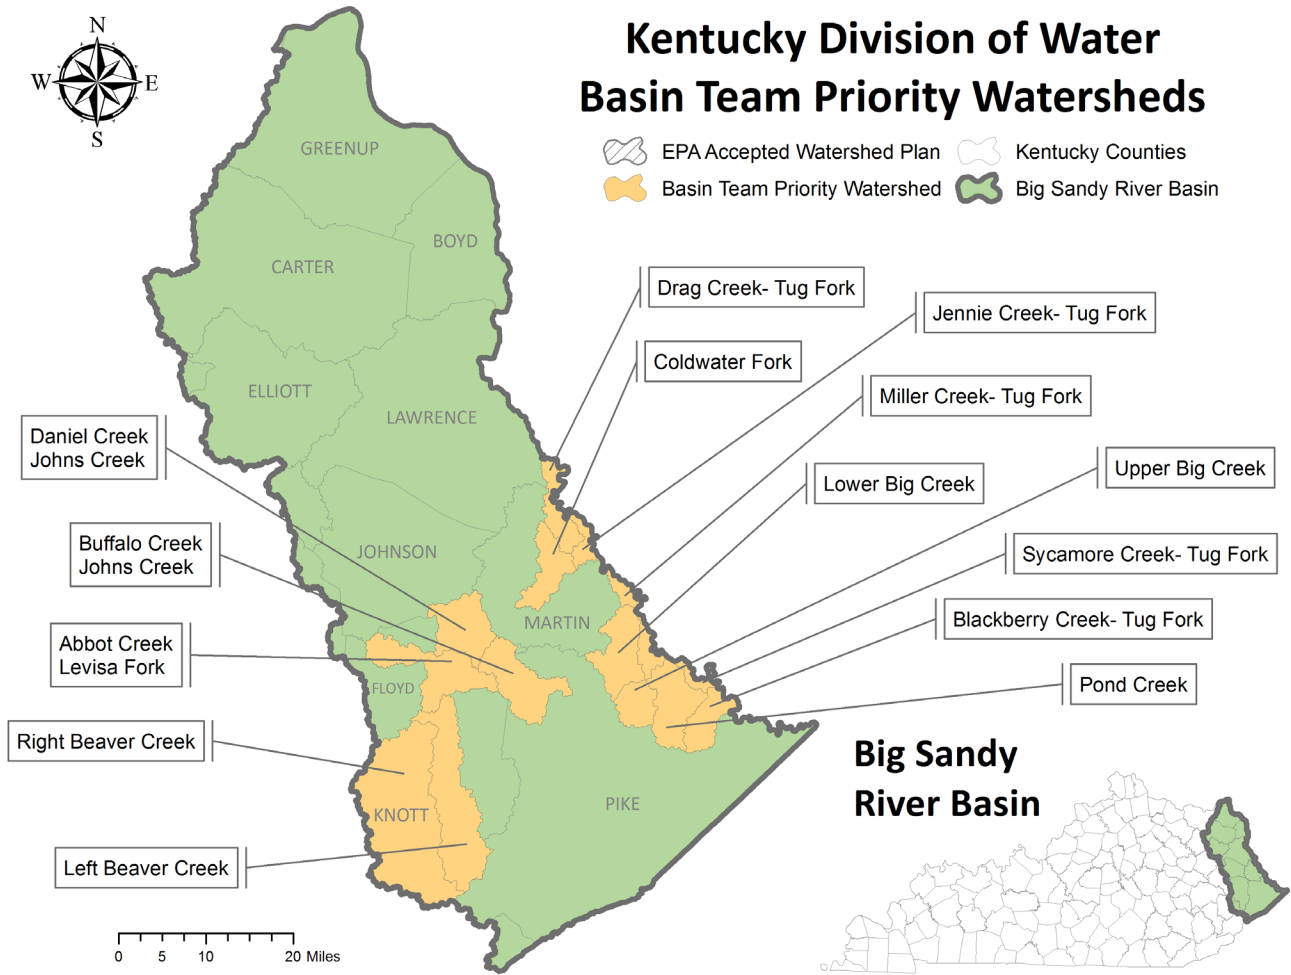 Kentucky Division of Water
Basin Team Priority Watersheds
EPA Accepted Watershed Plan
Kentucky Counties
Basin Team Priority Watershed
Big Sandy River Basin
N
W
E
S
GREENUP
BOYD
CARTER
ELLIOTT
LAWRENCE
JOHNSON
MARTIN
FLOYD
KNOTT
PIKE
Drag Creek- Tug Fork
Jennie Creek- Tug Fork
Coldwater Fork
Miller Creek- Tug Fork
Upper Big Creek
Lower Big Creek
Sycamore Creek- Tug Fork
Blackberry Creek- Tug Fork
Pond Creek
Daniel Creek
Johns Creek
Buffalo Creek
Johns Creek
Abbot Creek
Levisa Fork
Right Beaver Creek
Left Beaver Creek
Big Sandy
River Basin
0 5 10 20 Miles